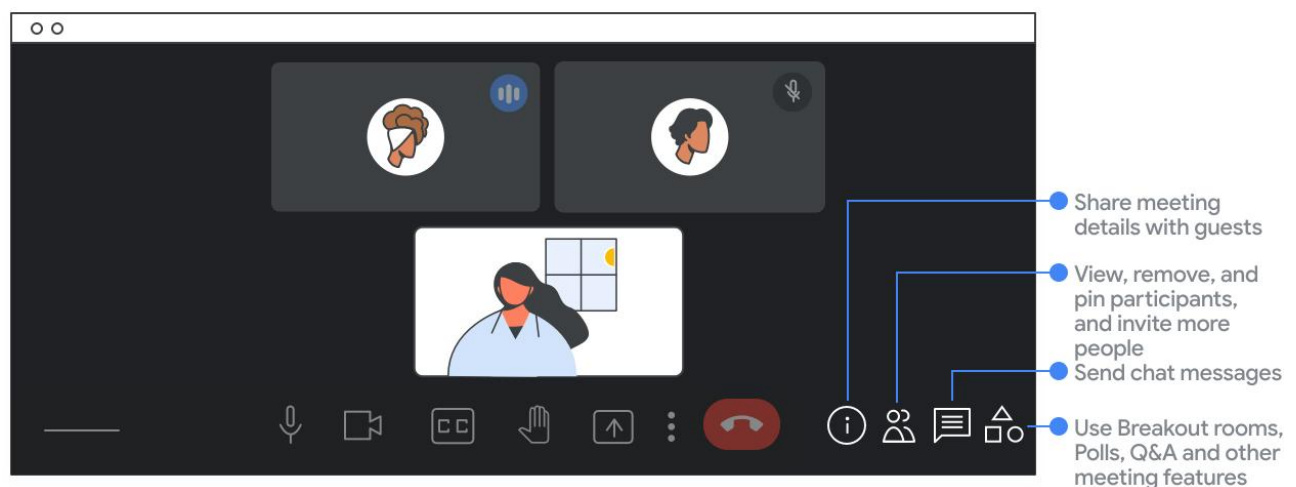 Share meeting
details with guests
View, remove, and
pin participants,
and invite more
people
Send chat messages
CC
Use Breakout rooms,
Polls, Q&A and other
meeting features